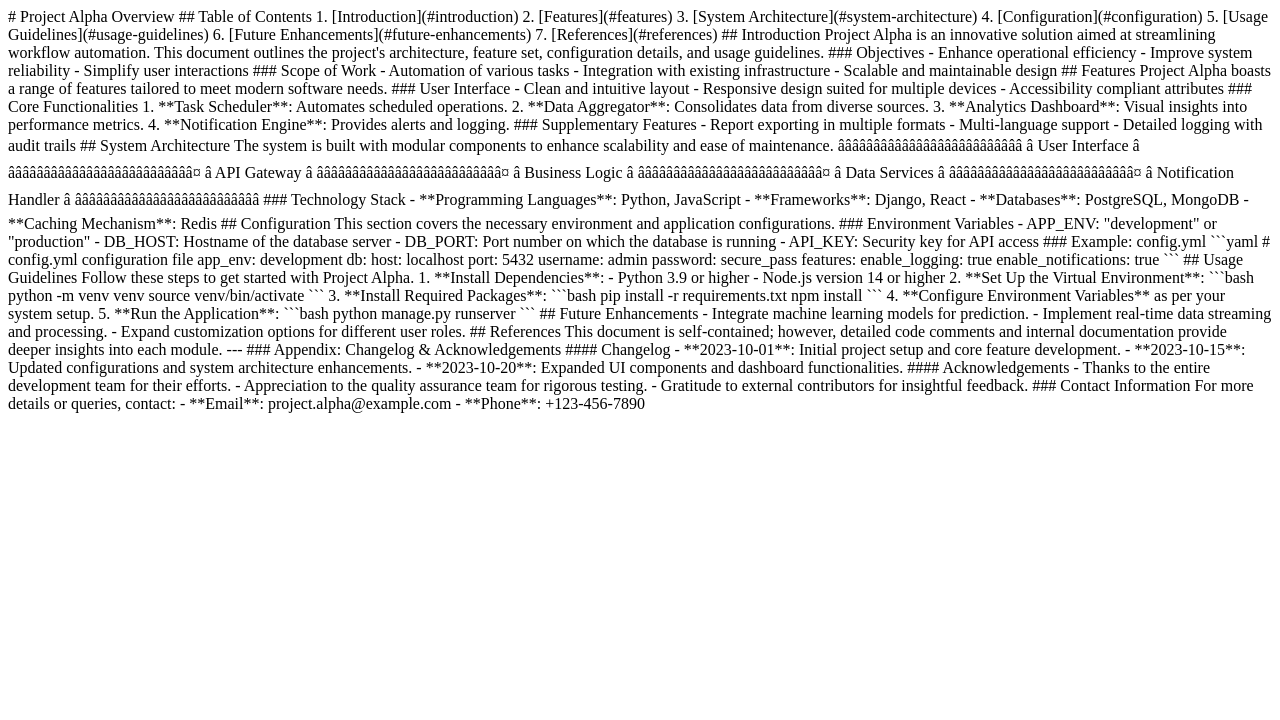 # Project Alpha Overview ## Table of Contents 1. [Introduction](#introduction) 2. [Features](#features) 3. [System Architecture](#system-architecture) 4. [Configuration](#configuration) 5. [Usage
Guidelines](#usage-guidelines) 6. [Future Enhancements](#future-enhancements) 7. [References](#references) ## Introduction Project Alpha is an innovative solution aimed at streamlining
workflow automation. This document outlines the project's architecture, feature set, configuration details, and usage guidelines. ### Objectives - Enhance operational efficiency - Improve system
reliability - Simplify user interactions ### Scope of Work - Automation of various tasks - Integration with existing infrastructure - Scalable and maintainable design ## Features Project Alpha boasts
a range of features tailored to meet modern software needs. ### User Interface - Clean and intuitive layout - Responsive design suited for multiple devices - Accessibility compliant attributes ###
Core Functionalities 1. **Task Scheduler**: Automates scheduled operations. 2. **Data Aggregator**: Consolidates data from diverse sources. 3. **Analytics Dashboard**: Visual insights into
performance metrics. 4. **Notification Engine**: Provides alerts and logging. ### Supplementary Features - Report exporting in multiple formats - Multi-language support - Detailed logging with
audit trails ## System Architecture The system is built with modular components to enhance scalability and ease of maintenance. ââââââââââââââââââââââââââ â User Interface â
ââââââââââââââââââââââââââ¤ â API Gateway â ââââââââââââââââââââââââââ¤ â Business Logic â ââââââââââââââââââââââââââ¤ â Data Services â ââââââââââââââââââââââââââ¤ â Notification
Handler â ââââââââââââââââââââââââââ ### Technology Stack - **Programming Languages**: Python, JavaScript - **Frameworks**: Django, React - **Databases**: PostgreSQL, MongoDB -
**Caching Mechanism**: Redis ## Configuration This section covers the necessary environment and application configurations. ### Environment Variables - APP_ENV: "development" or
"production" - DB_HOST: Hostname of the database server - DB_PORT: Port number on which the database is running - API_KEY: Security key for API access ### Example: config.yml ```yaml #
config.yml configuration file app_env: development db: host: localhost port: 5432 username: admin password: secure_pass features: enable_logging: true enable_notifications: true ``` ## Usage
Guidelines Follow these steps to get started with Project Alpha. 1. **Install Dependencies**: - Python 3.9 or higher - Node.js version 14 or higher 2. **Set Up the Virtual Environment**: ```bash
python -m venv venv source venv/bin/activate ``` 3. **Install Required Packages**: ```bash pip install -r requirements.txt npm install ``` 4. **Configure Environment Variables** as per your
system setup. 5. **Run the Application**: ```bash python manage.py runserver ``` ## Future Enhancements - Integrate machine learning models for prediction. - Implement real-time data streaming
and processing. - Expand customization options for different user roles. ## References This document is self-contained; however, detailed code comments and internal documentation provide
deeper insights into each module. --- ### Appendix: Changelog & Acknowledgements #### Changelog - **2023-10-01**: Initial project setup and core feature development. - **2023-10-15**:
Updated configurations and system architecture enhancements. - **2023-10-20**: Expanded UI components and dashboard functionalities. #### Acknowledgements - Thanks to the entire
development team for their efforts. - Appreciation to the quality assurance team for rigorous testing. - Gratitude to external contributors for insightful feedback. ### Contact Information For more
details or queries, contact: - **Email**: project.alpha@example.com - **Phone**: +123-456-7890